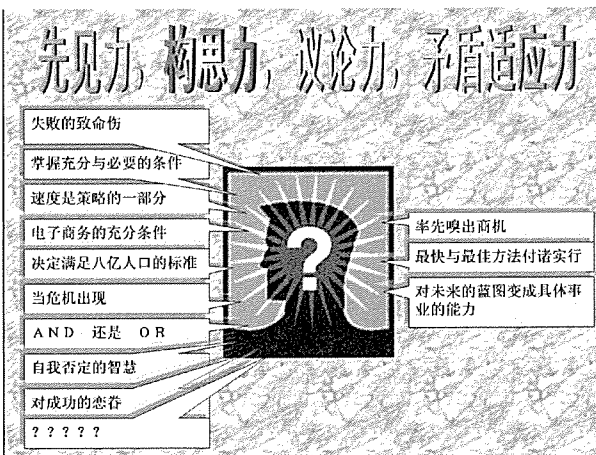 先见力，构思力，议论力，矛盾适应力
失败的致命伤
掌握充分与必要的条件
速度是策略的一部分
电子商务的充分条件
决定满足八亿人口的标准
当危机出现
AND 还是 OR
自我否定的智慧
对成功的恋眷
？？？？？
?
率先嗅出商机
最快与最佳方法付诸实行
对未来的蓝图变成具体事
业的能力